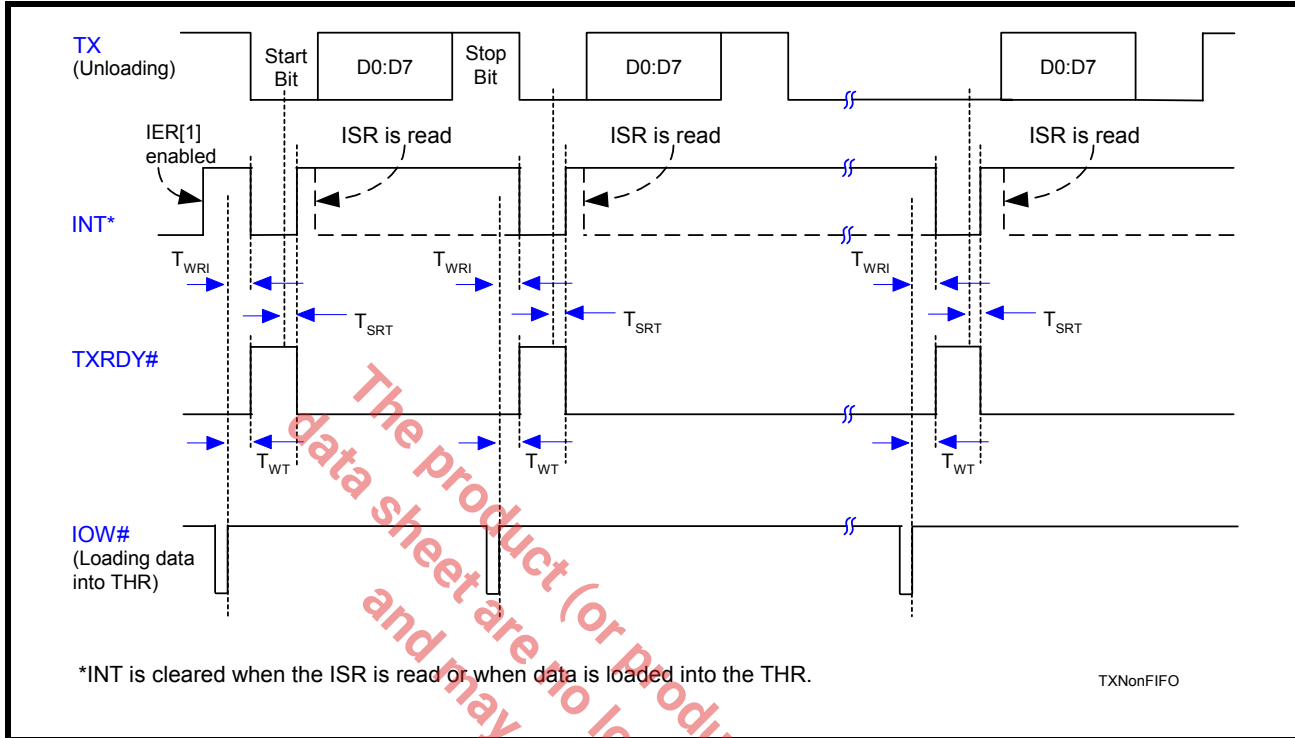 TX
(Unloading)
Start
Bit
D0:D7
Stop
Bit
D0:D7
D0:D7
IER[1]
enabled
ISR is read
ISR is read
ISR is read
INT*
TWRI
TWRI
TWRI
TSRT
TSRT
TSRT
TXRDY#
TWT
TWT
TWT
IOW#
(Loading data
into THR)
*INT is cleared when the ISR is read or when data is loaded into the THR.
TXNonFIFO
The product (or produ
data sheet are no lo
and may